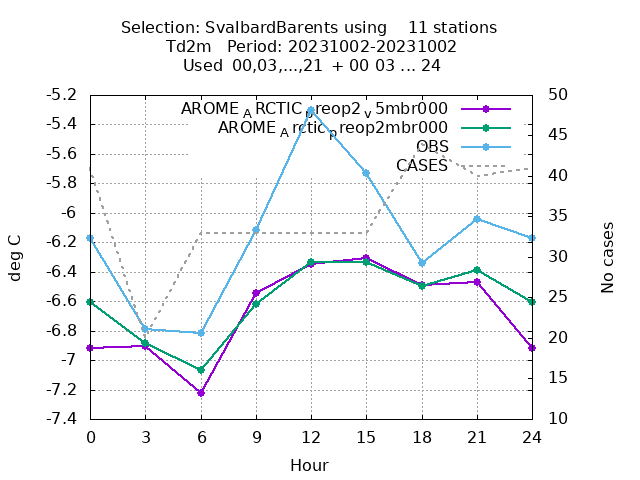 Selection: SvalbardBarents using 11 stations
Td2m Period: 20231002-20231002
Used 00,03,...,21 + 00 03 ... 24
-5.2 50
AROME_ARCTIC_preop2_v5mbr000
-5.4 45
AROME_Arctic_preop2mbr000
OBS
-5.6 40
CASES
-5.8 35
-6 30
-6.2 25
-6.4 20
-6.6 15
-6.8 10
-7
-7.2
-7.4
deg C
No cases
0 3 6 9 12 15 18 21 24
Hour